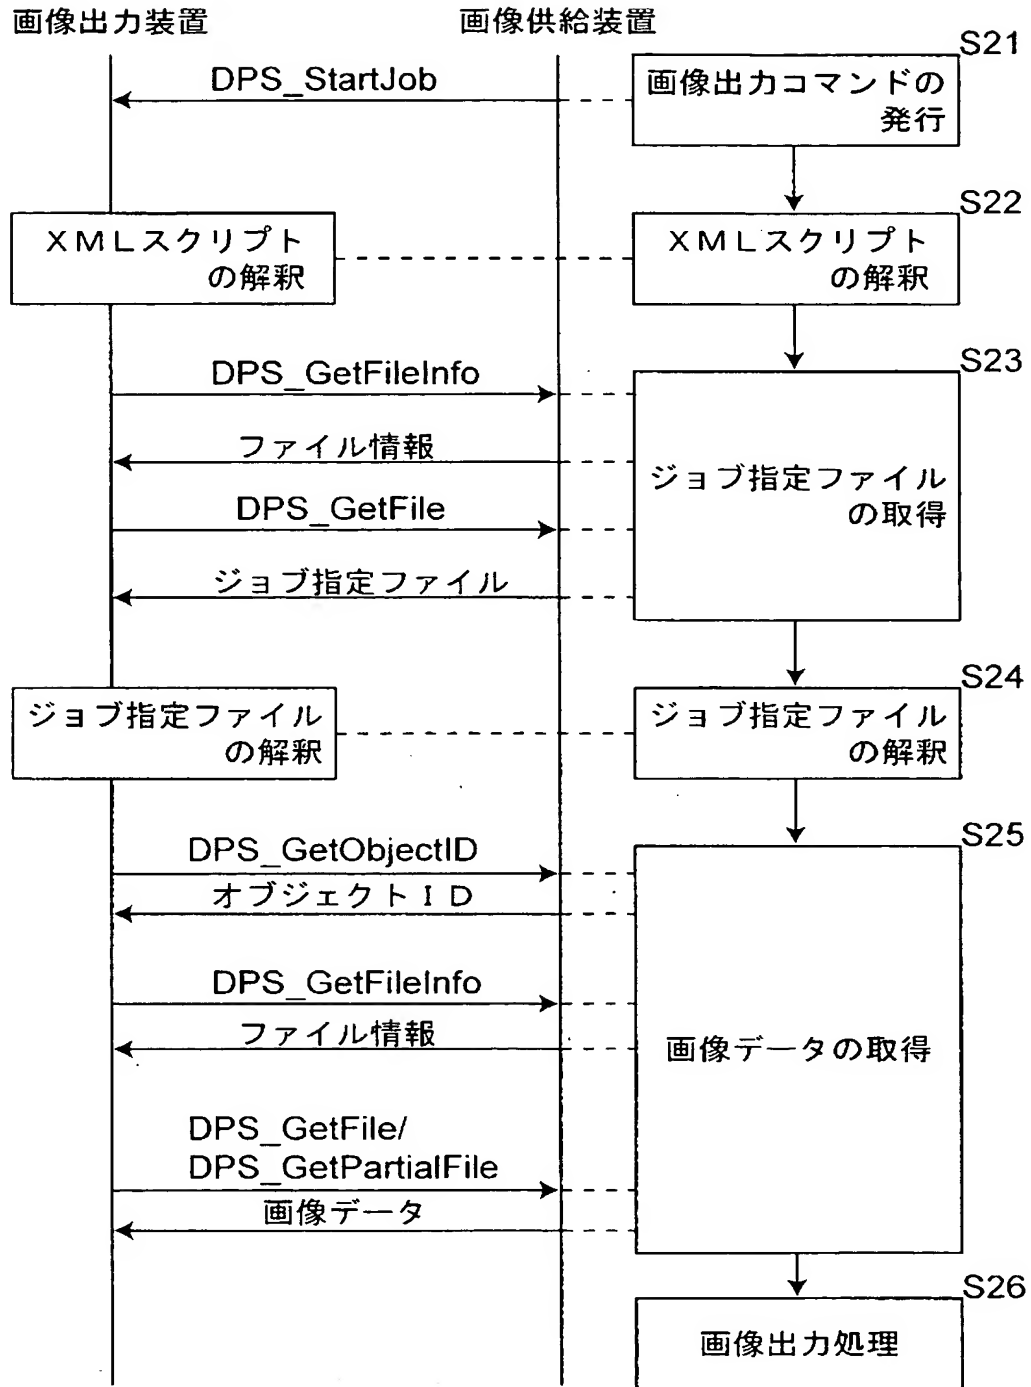 画像出力装置
画像供給装置
S21
DPS_StartJob
画像出力コマンドの
発行
S22
XMLスクリプト
の解釈
XMLスクリプト
の解釈
S23
DPS_GetFileInfo
ファイル情報
DPS_GetFile
ジョブ指定ファイル
ジョブ指定ファイル
の取得
S24
ジョブ指定ファイル
の解釈
ジョブ指定ファイル
の解釈
S25
DPS_GetObjectID
オブジェクトID
DPS_GetFileInfo
ファイル情報
画像データの取得
DPS_GetFile/
DPS_GetPartialFile
画像データ
S26
画像出力処理